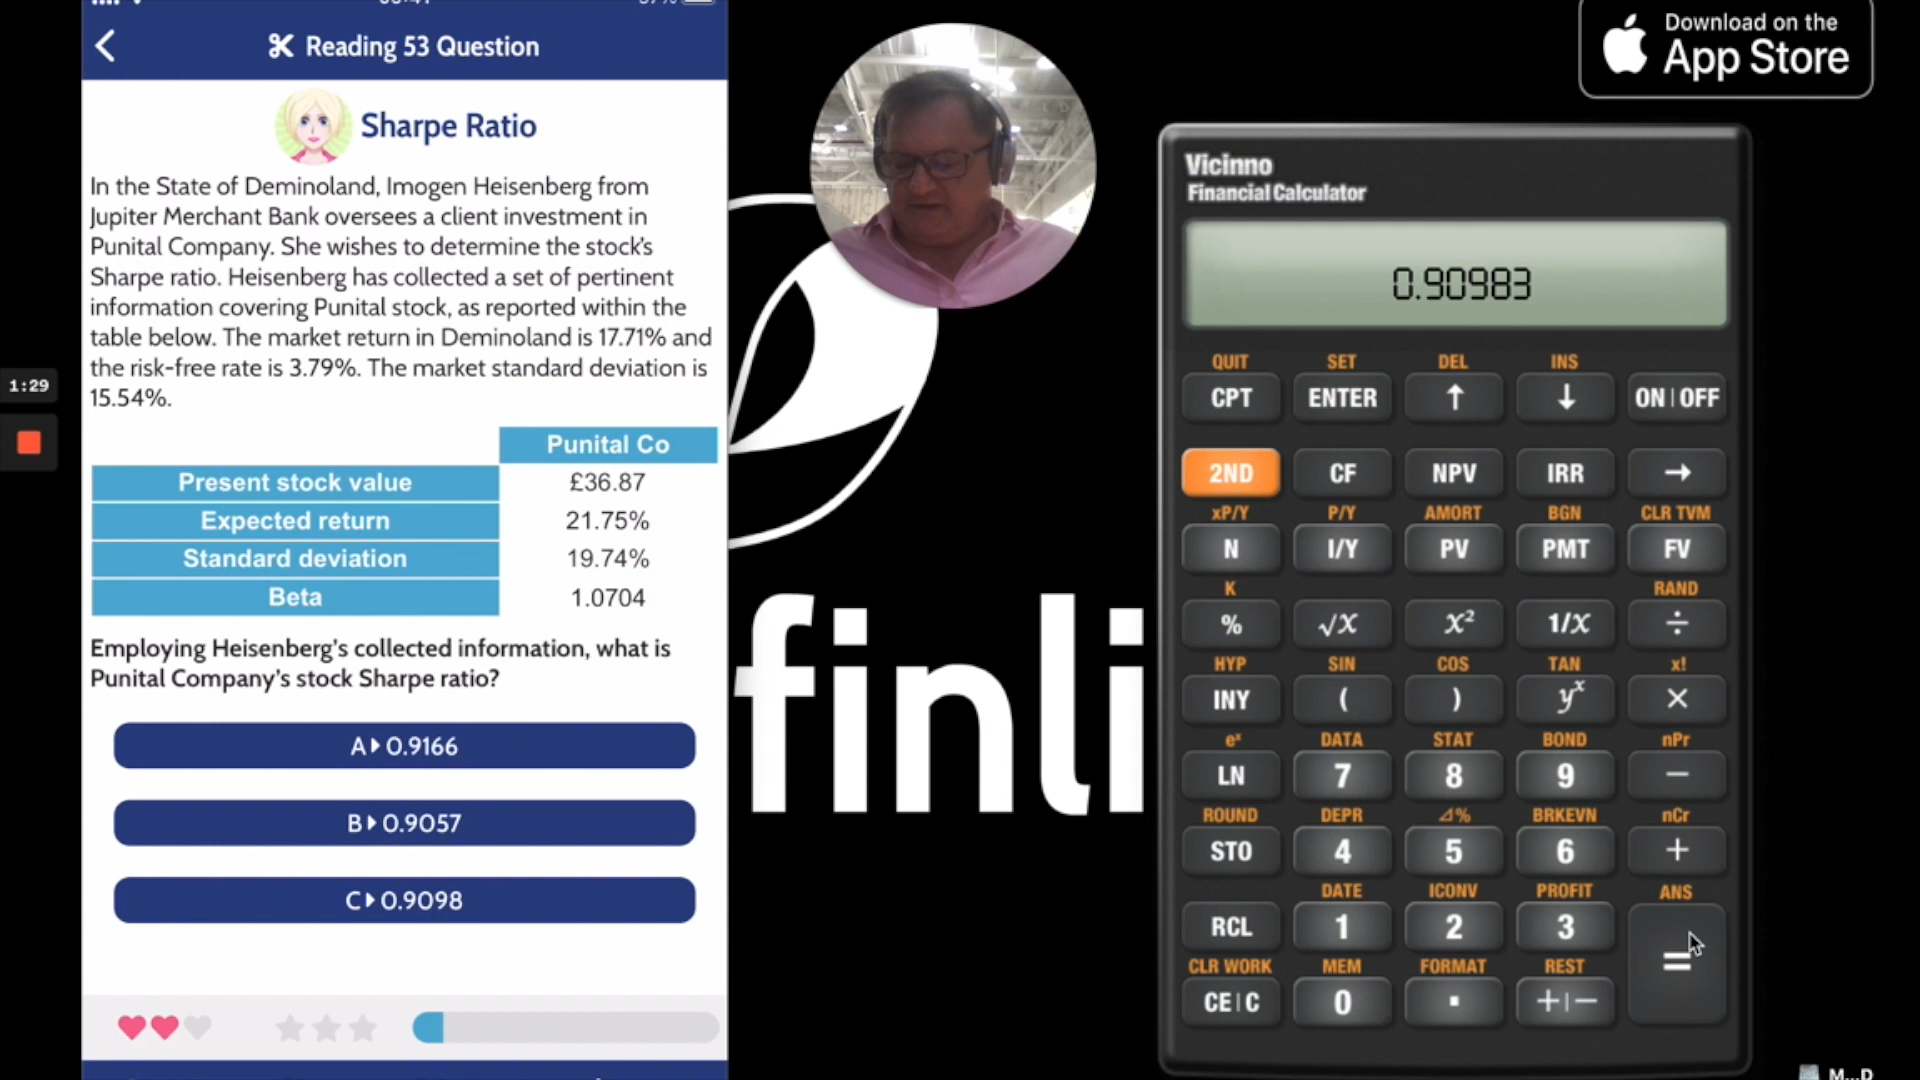 Reading 53 Question
Sharpe Ratio
In the State of Deminoland, Imogen Heisenberg from
Jupiter Merchant Bank oversees a client investment in
Punital Company. She wishes to determine the stock's
Sharpe ratio. Heisenberg has collected a set of pertinent
information covering Punital stock, as reported within the
table below. The market return in Deminoland is 17.71% and
the risk-free rate is 3.79%. The market standard deviation is
15.54%.
Punital Co
Present stock value £36.87
Expected return 21.75%
Standard deviation 19.74%
Beta 1.0704
Employing Heisenberg's collected information, what is
Punital Company's stock Sharpe ratio?
A 0.9166
B 0.9057
C 0.9098
1:29
finli
Download on the
App Store
Vicinno
Financial Calculator
0.90983
QUIT SET DEL INS
CPT ENTER ↑ ↓ ON|OFF
2ND CF NPV IRR →
xP/Y P/Y AMORT BGN CLR TVM
N I/Y PV PMT FV
K RAND
% √x x² 1/x ÷
HYP SIN COS TAN x!
INY ( ) yˣ ×
eˣ DATA STAT BOND nPr
LN 7 8 9 −
ROUND DEPR ⊿% BRKEVN nCr
STO 4 5 6 +
DATE ICONV PROFIT ANS
RCL 1 2 3 =
CLR WORK MEM FORMAT REST
CE|C 0 . +|−
M...D